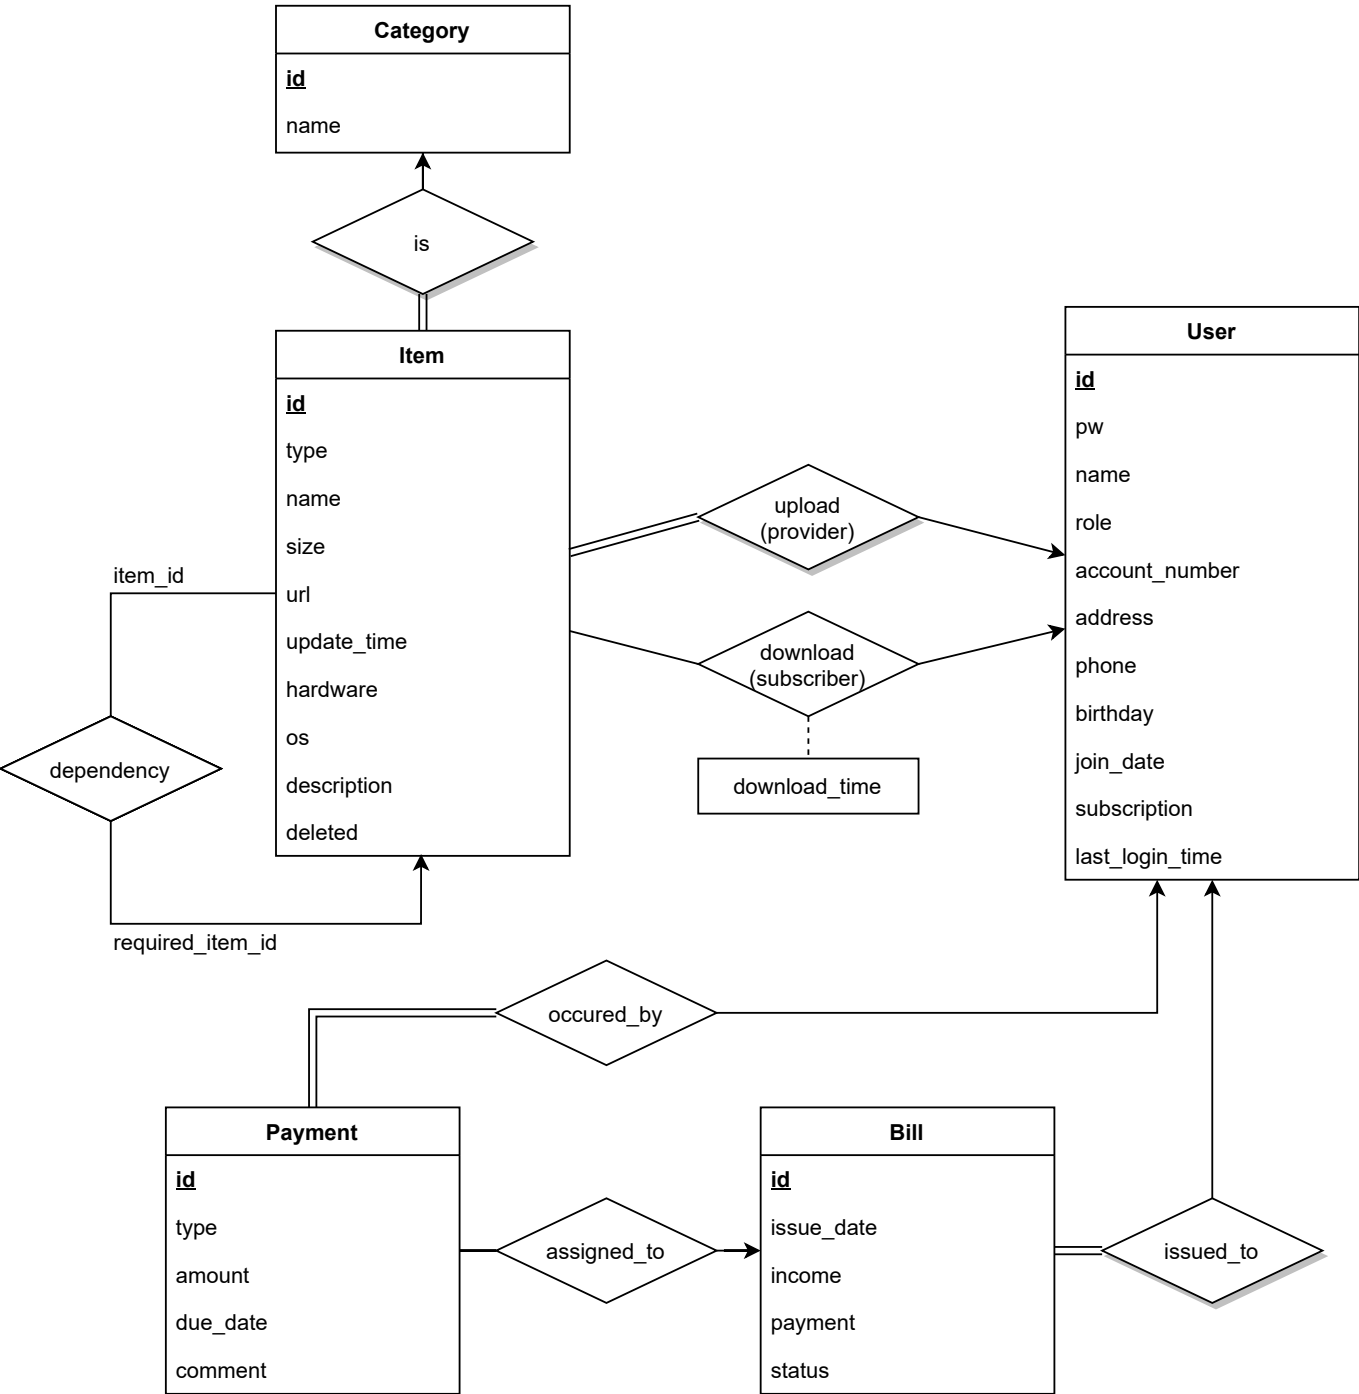 Category
id
name
is
Item
id
type
name
size
url
update_time
hardware
os
description
deleted
item_id
dependency
required_item_id
upload
(provider)
download
(subscriber)
download_time
User
id
pw
name
role
account_number
address
phone
birthday
join_date
subscription
last_login_time
occured_by
Payment
id
type
amount
due_date
comment
assigned_to
Bill
id
issue_date
income
payment
status
issued_to